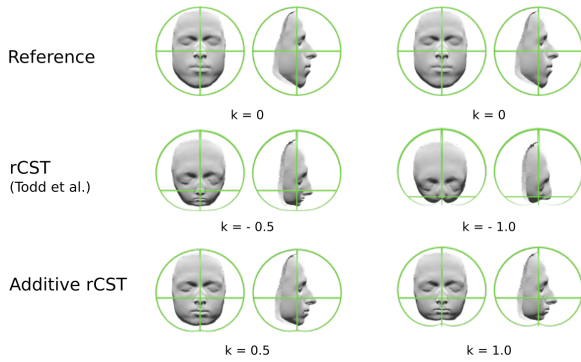 Reference
k = 0
k = 0
rCST
(Todd et al.)
k = - 0.5
k = - 1.0
Additive rCST
k = 0.5
k = 1.0